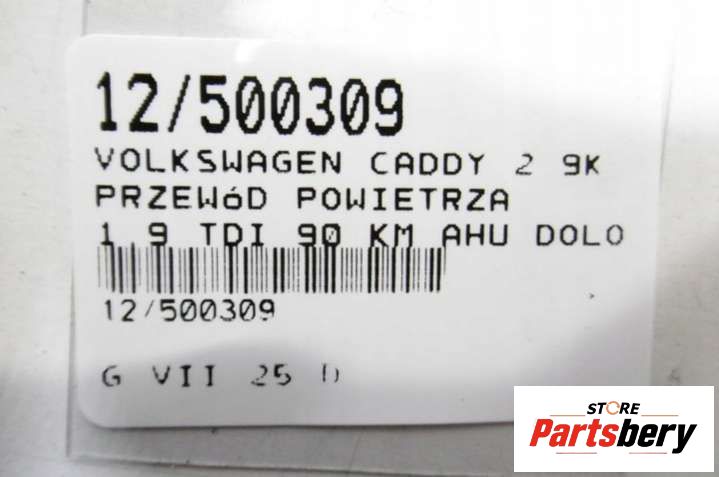 12/500309
VOLKSWAGEN CADDY 2 9K
PRZEWóD POWIETRZA
1.9 TDI 90 KM AHU DOLO
12/500309
G VII 25 D
STORE
Partsbery